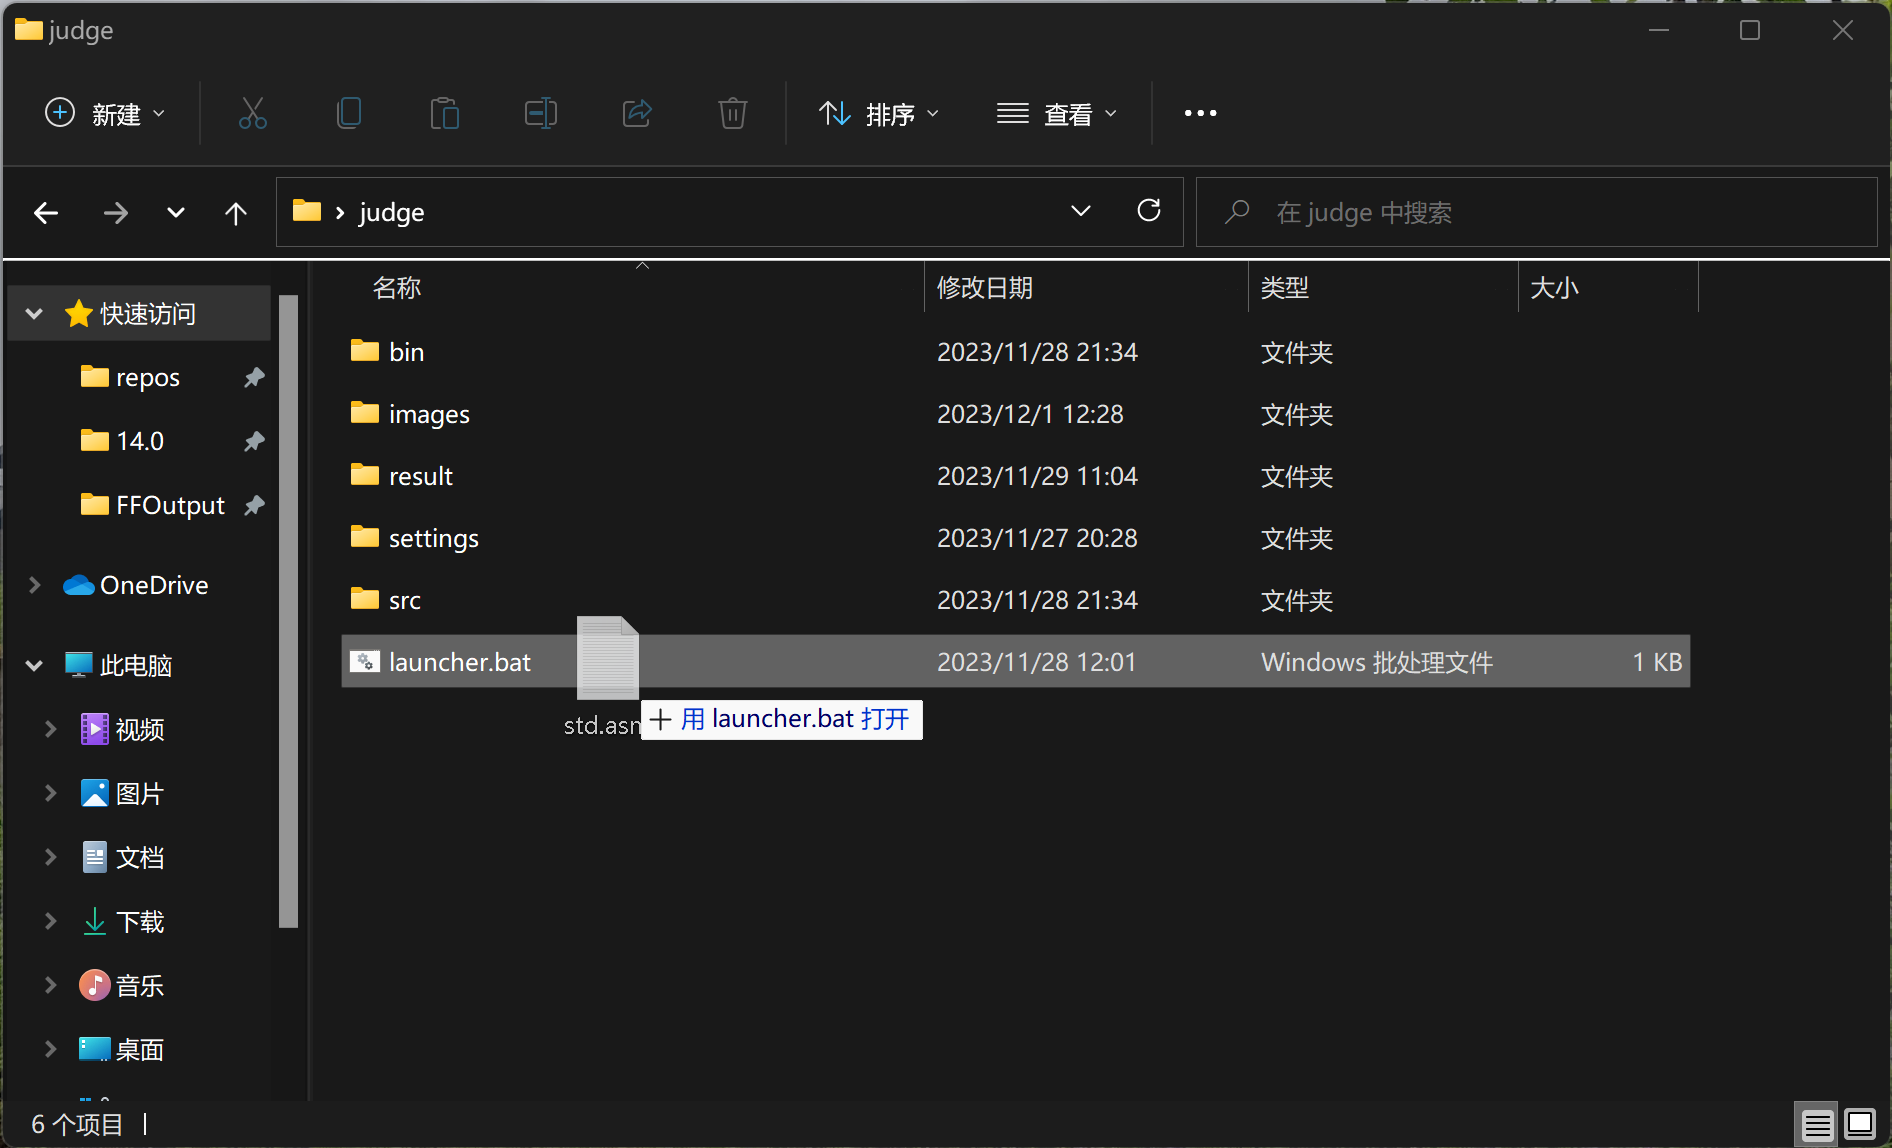 judge
新建
排序
查看
judge
在 judge 中搜索
名称 修改日期 类型 大小
快速访问
repos
14.0
FFOutput
OneDrive
此电脑
视频
图片
文档
下载
音乐
桌面
bin 2023/11/28 21:34 文件夹
images 2023/12/1 12:28 文件夹
result 2023/11/29 11:04 文件夹
settings 2023/11/27 20:28 文件夹
src 2023/11/28 21:34 文件夹
launcher.bat 2023/11/28 12:01 Windows 批处理文件 1 KB
std.asm
用 launcher.bat 打开
6 个项目